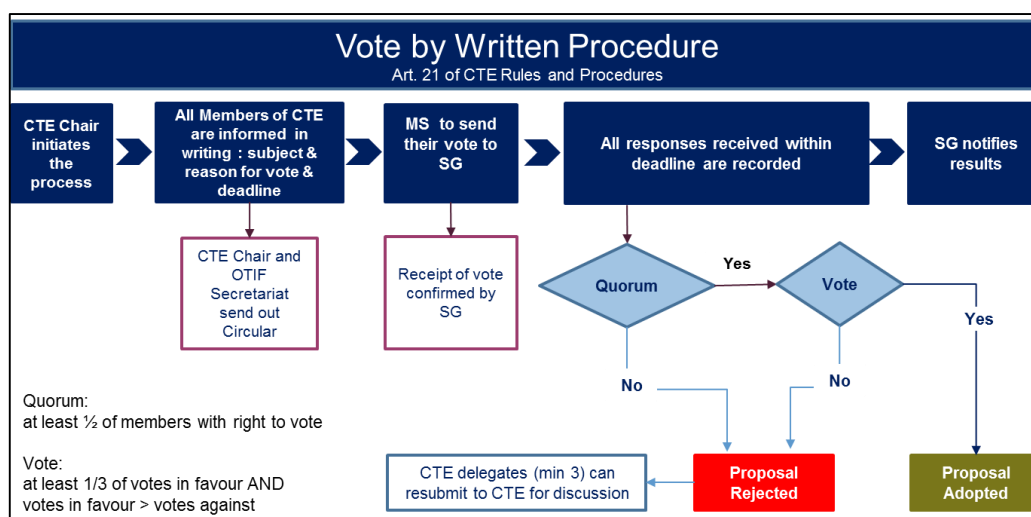 Vote by Written Procedure
Art. 21 of CTE Rules and Procedures
CTE Chair
initiates
the
process
All Members of CTE
are informed in
writing : subject &
reason for vote &
deadline
MS to send
their vote to
SG
All responses received within
deadline are recorded
SG notifies
results
CTE Chair and
OTIF
Secretariat
send out
Circular
Receipt of vote
confirmed by
SG
Quorum
Yes
Vote
Yes
No
No
Quorum:
at least ½ of members with right to vote
Vote:
at least 1/3 of votes in favour AND
votes in favour > votes against
CTE delegates (min 3) can
resubmit to CTE for discussion
Proposal
Rejected
Proposal
Adopted